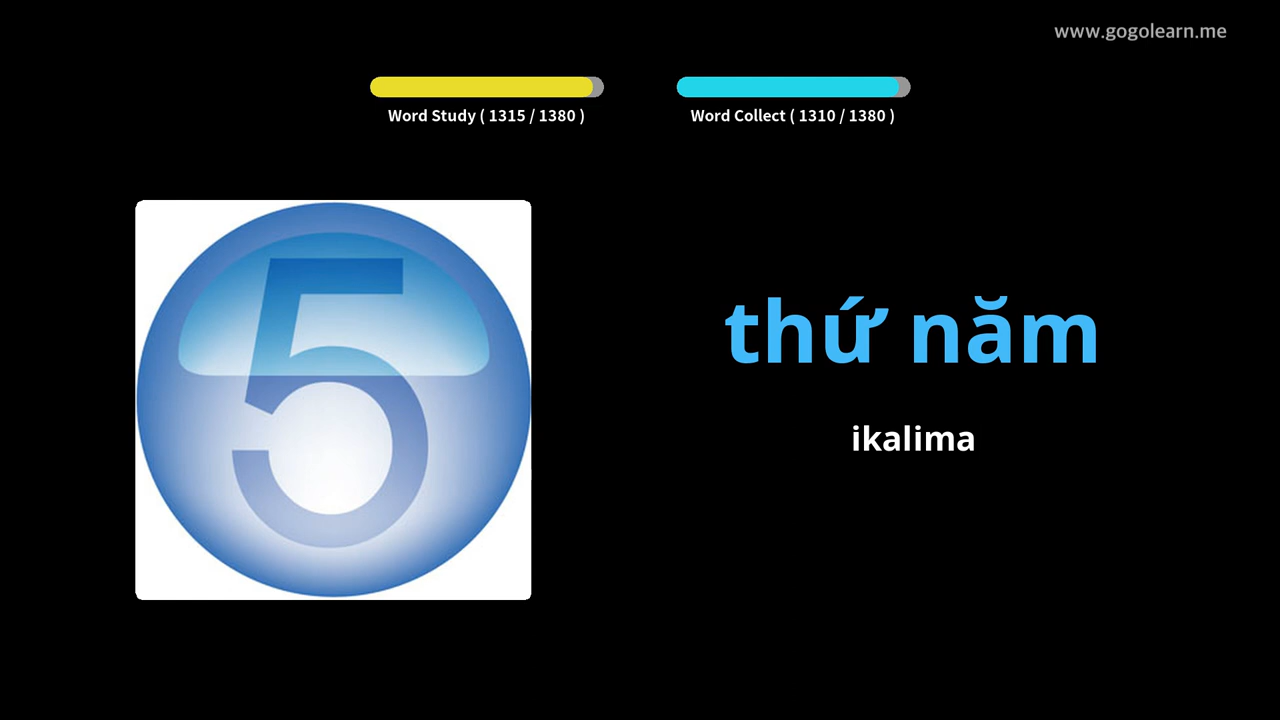 www.gogolearn.me
Word Study ( 1315 / 1380 )
Word Collect ( 1310 / 1380 )
5
thứ năm
ikalima